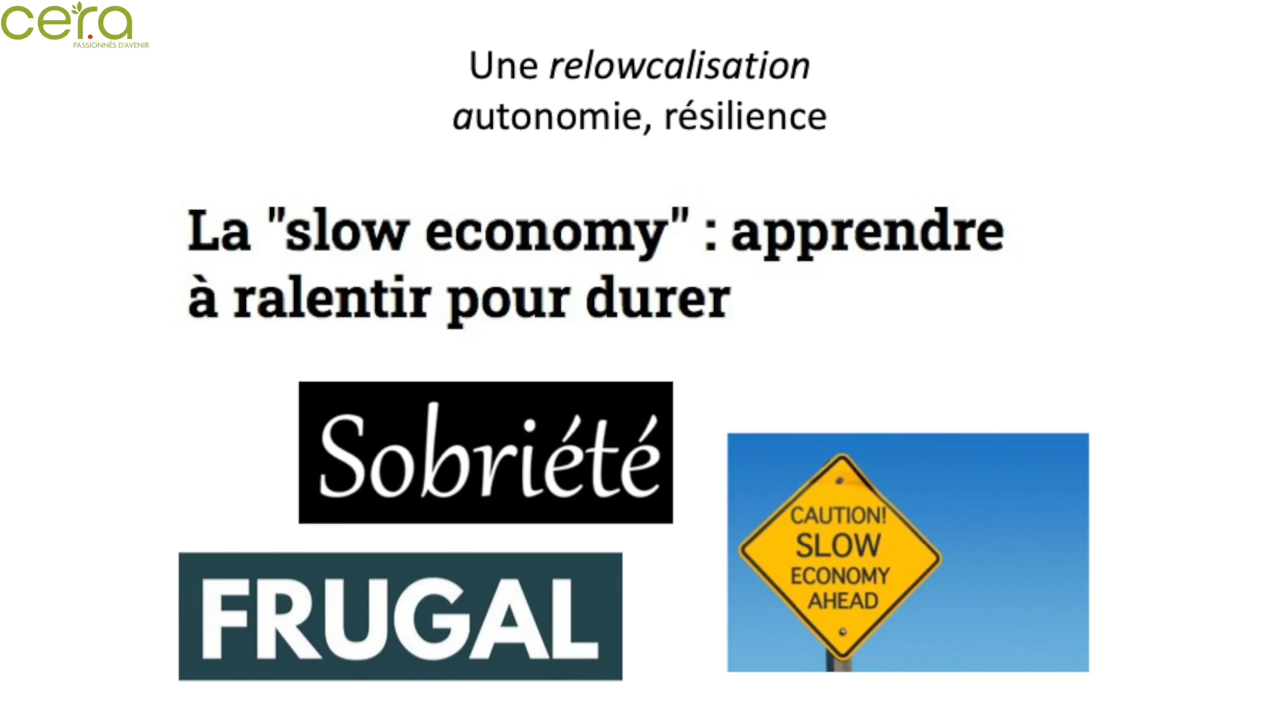 cer.a
PASSIONNÉS D'AVENIR
Une relowcalisation
autonomie, résilience
La "slow economy" : apprendre
à ralentir pour durer
Sobriété
FRUGAL
CAUTION!
SLOW
ECONOMY
AHEAD